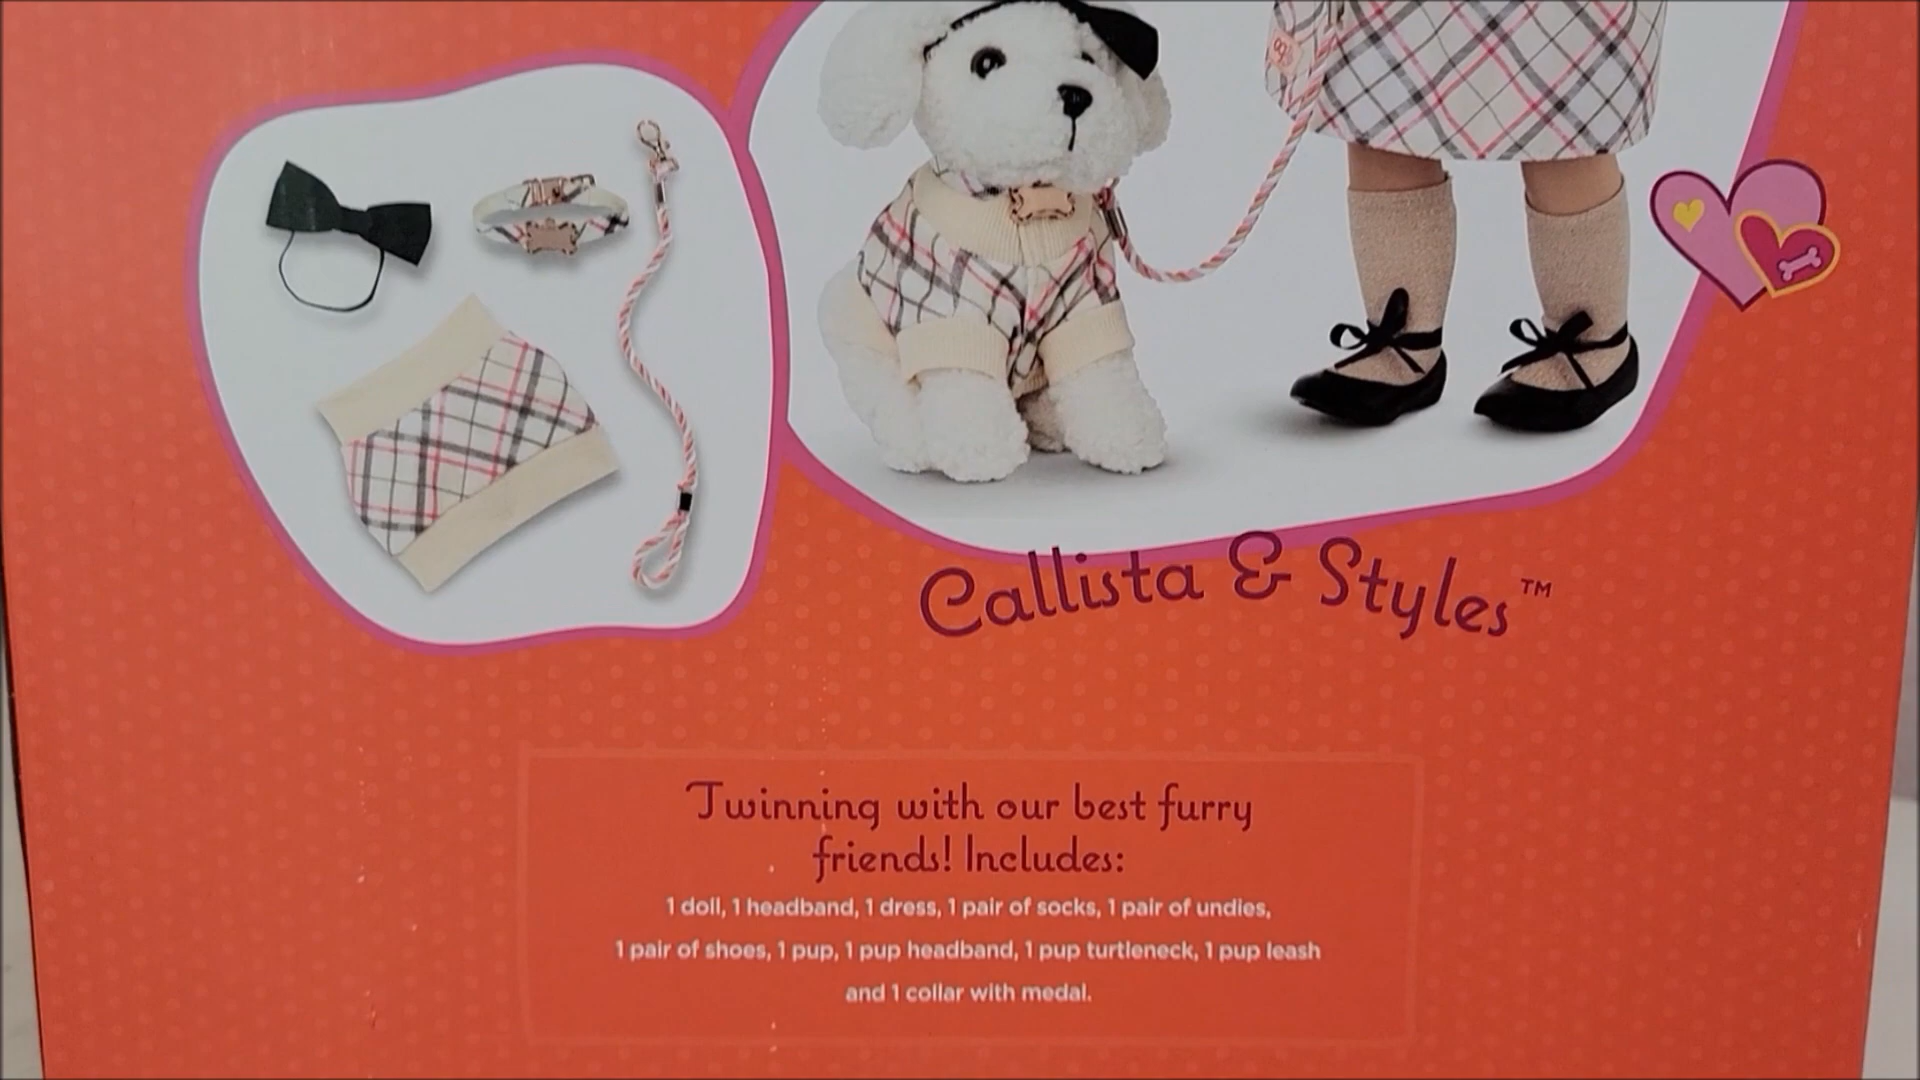 Callista & Styles™
Twinning with our best furry
friends! Includes:
1 doll, 1 headband, 1 dress, 1 pair of socks, 1 pair of undies,
1 pair of shoes, 1 pup, 1 pup headband, 1 pup turtleneck, 1 pup leash
and 1 collar with medal.